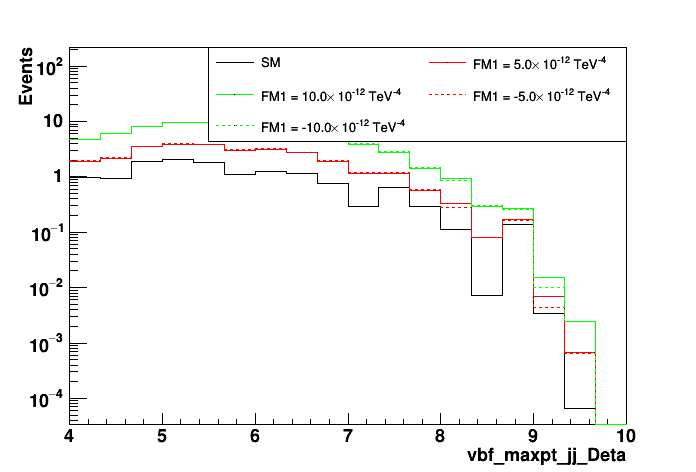 Events
10²
10
1
10⁻¹
10⁻²
10⁻³
10⁻⁴
SM
FM1 = 5.0× 10⁻¹² TeV⁻⁴
FM1 = 10.0× 10⁻¹² TeV⁻⁴
FM1 = -5.0× 10⁻¹² TeV⁻⁴
FM1 = -10.0× 10⁻¹² TeV⁻⁴
4 5 6 7 8 9 10
vbf_maxpt_jj_Deta